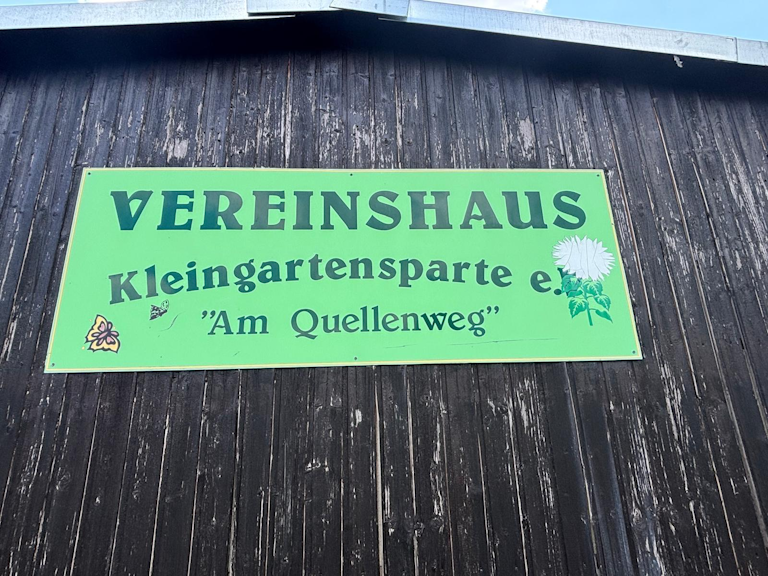 VEREINSHAUS
Kleingartensparte e.V
"Am Quellenweg"